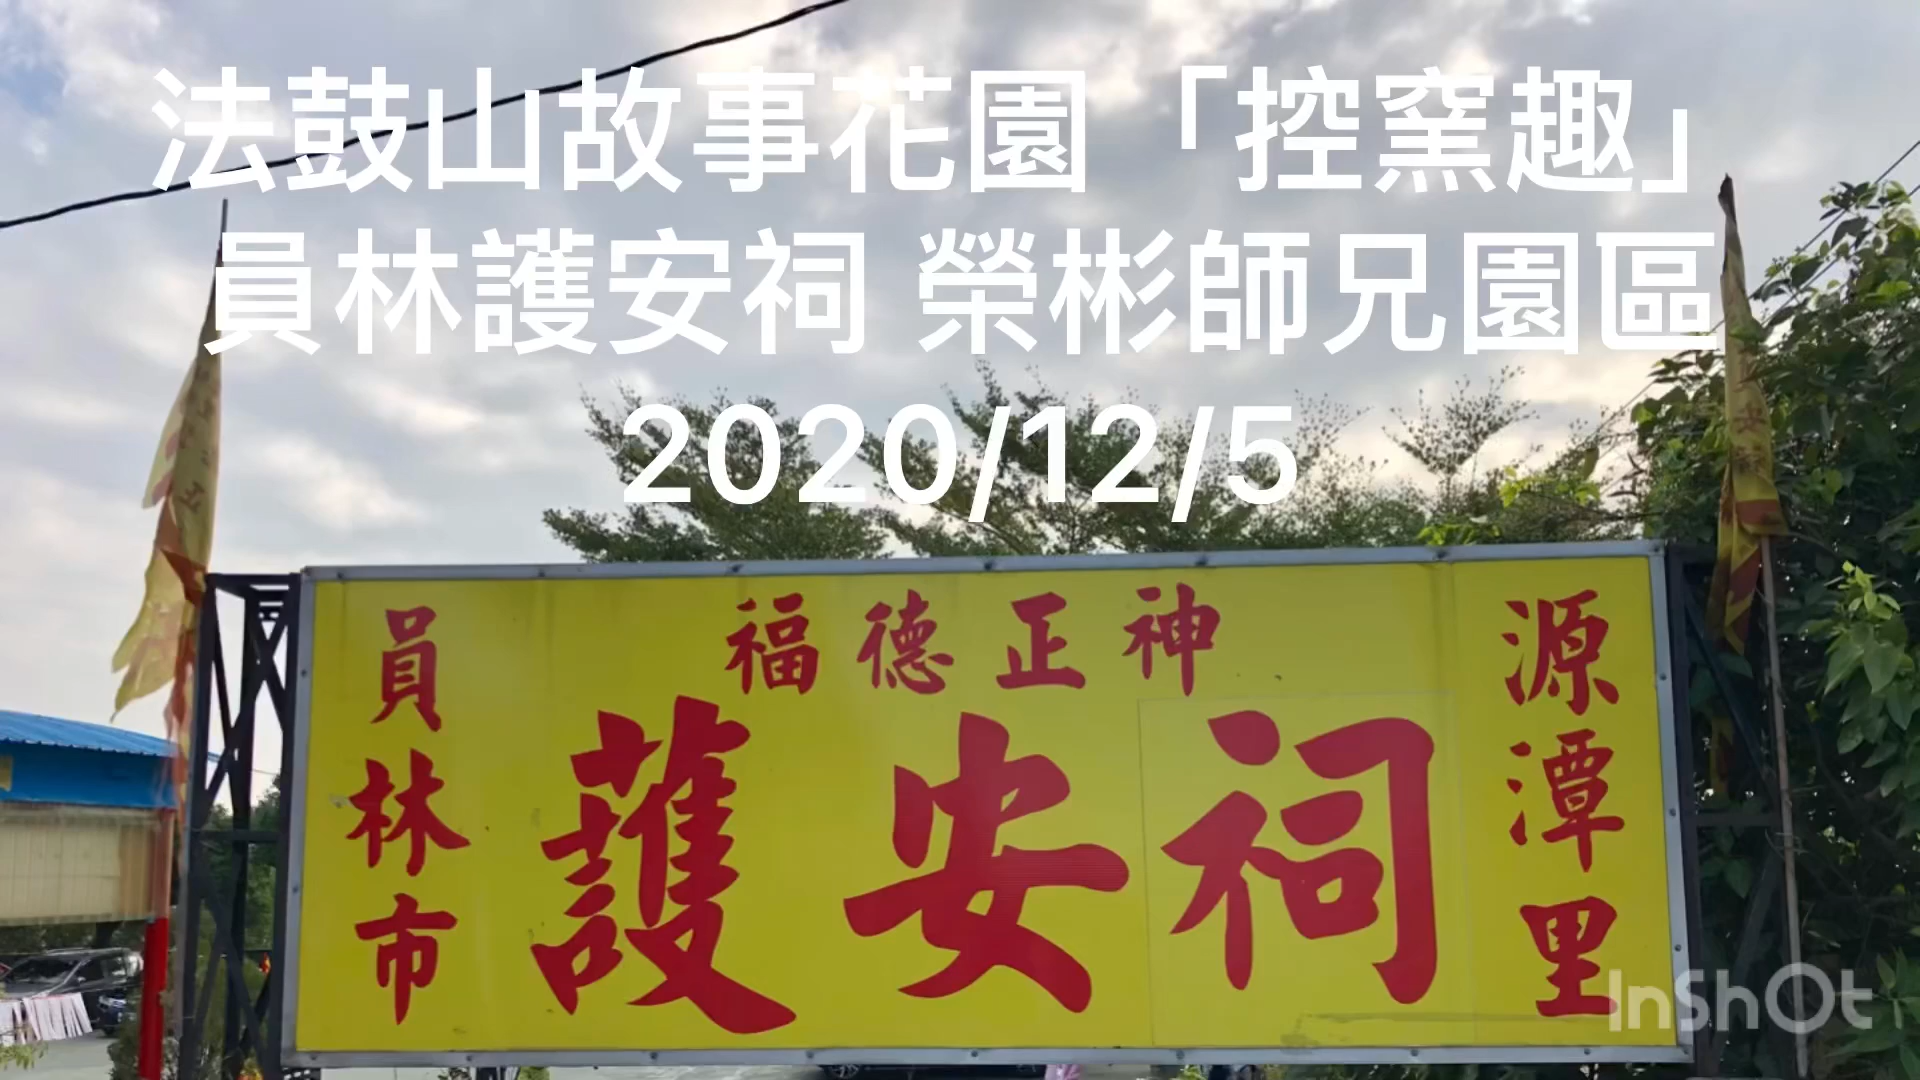 法鼓山故事花園「控窯趣」
員林護安祠 榮彬師兄園區
2020/12/5
員林市
福德正神
護安祠
源潭里
InShOt